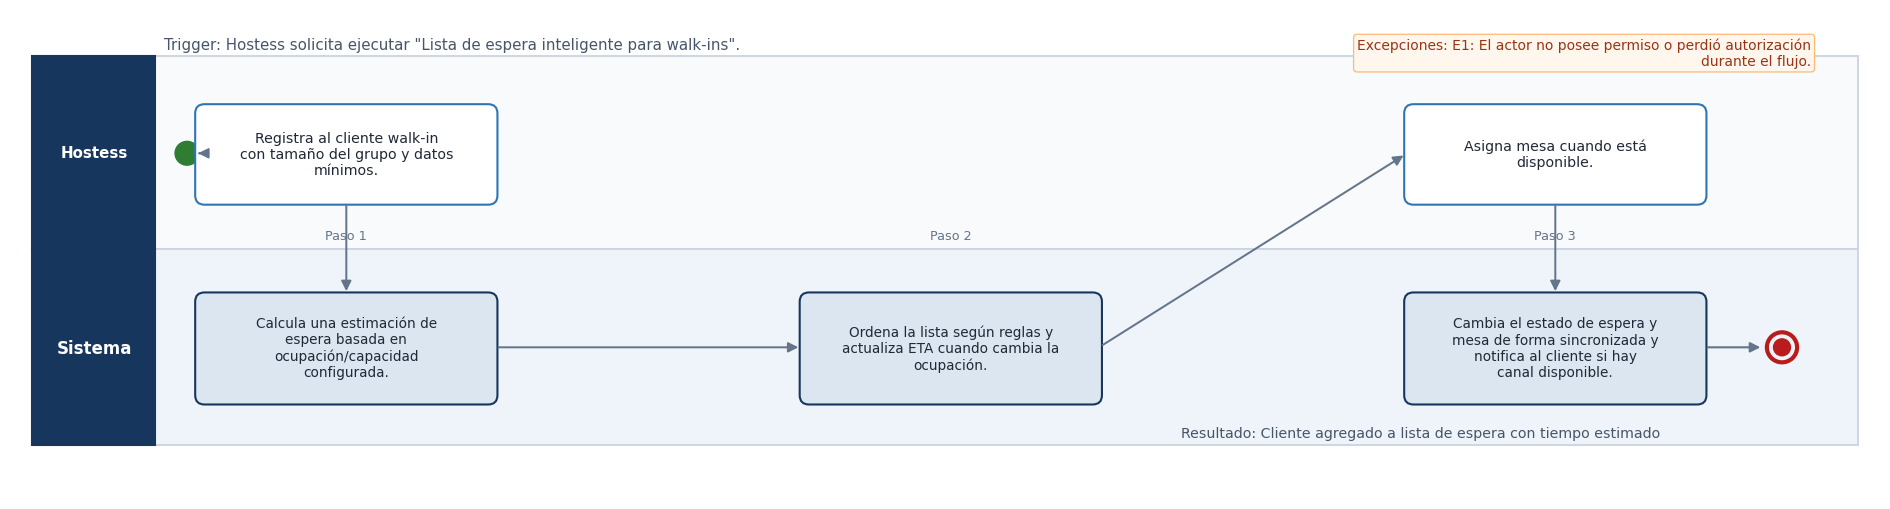 Trigger: Hostess solicita ejecutar "Lista de espera inteligente para walk-ins".
Excepciones: E1: El actor no posee permiso o perdió autorización
durante el flujo.
Hostess
Registra al cliente walk-in
con tamaño del grupo y datos
mínimos.
Asigna mesa cuando está
disponible.
Paso 1
Paso 2
Paso 3
Sistema
Calcula una estimación de
espera basada en
ocupación/capacidad
configurada.
Ordena la lista según reglas y
actualiza ETA cuando cambia la
ocupación.
Cambia el estado de espera y
mesa de forma sincronizada y
notifica al cliente si hay
canal disponible.
Resultado: Cliente agregado a lista de espera con tiempo estimado